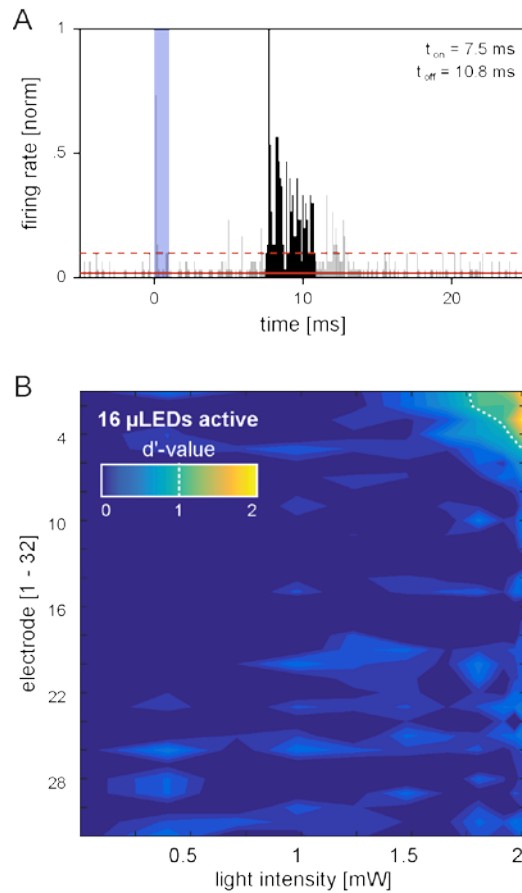 A
1
.5
0
firing rate [norm]
t_on = 7.5 ms
t_off = 10.8 ms
0 10 20
time [ms]
B
16 µLEDs active
d'-value
0 1 2
4
10
16
22
28
electrode [1 - 32]
0.5 1 1.5 2
light intensity [mW]